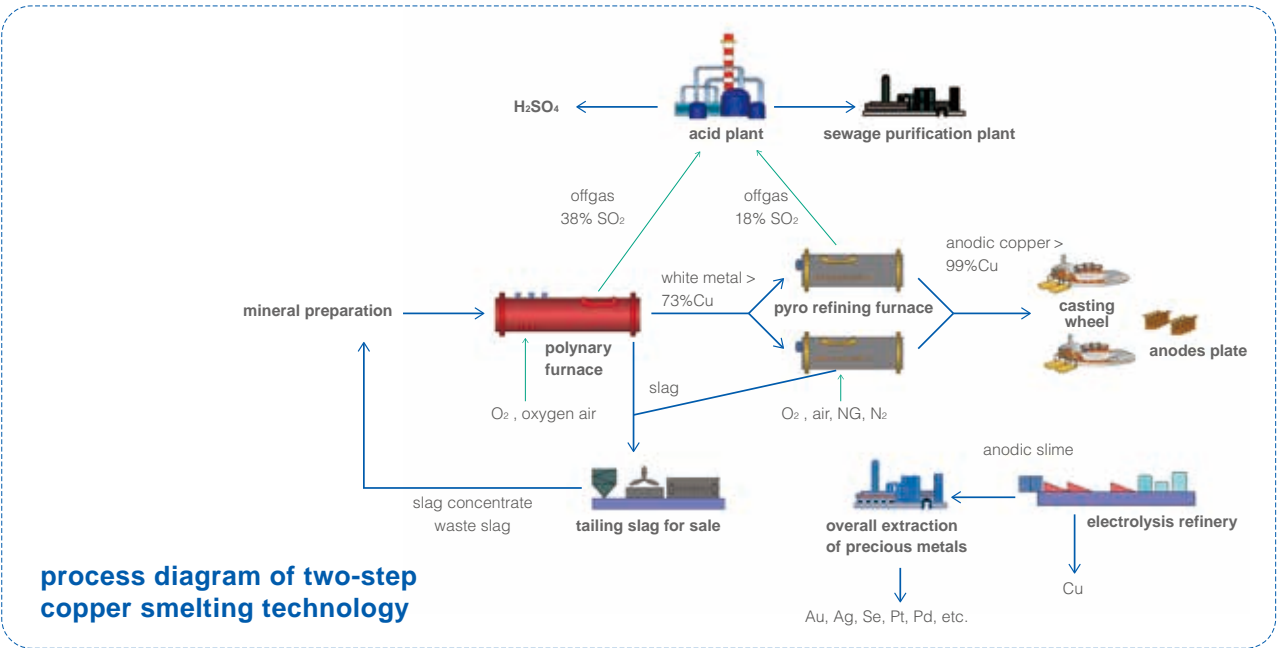 H₂SO₄
acid plant
sewage purification plant
offgas
38% SO₂
offgas
18% SO₂
anodic copper >
99%Cu
white metal >
73%Cu
mineral preparation
pyro refining furnace
casting
wheel
polynary
furnace
anodes plate
slag
O₂ , oxygen air
O₂ , air, NG, N₂
anodic slime
slag concentrate
waste slag
tailing slag for sale
overall extraction
of precious metals
electrolysis refinery
Cu
Au, Ag, Se, Pt, Pd, etc.
process diagram of two-step
copper smelting technology